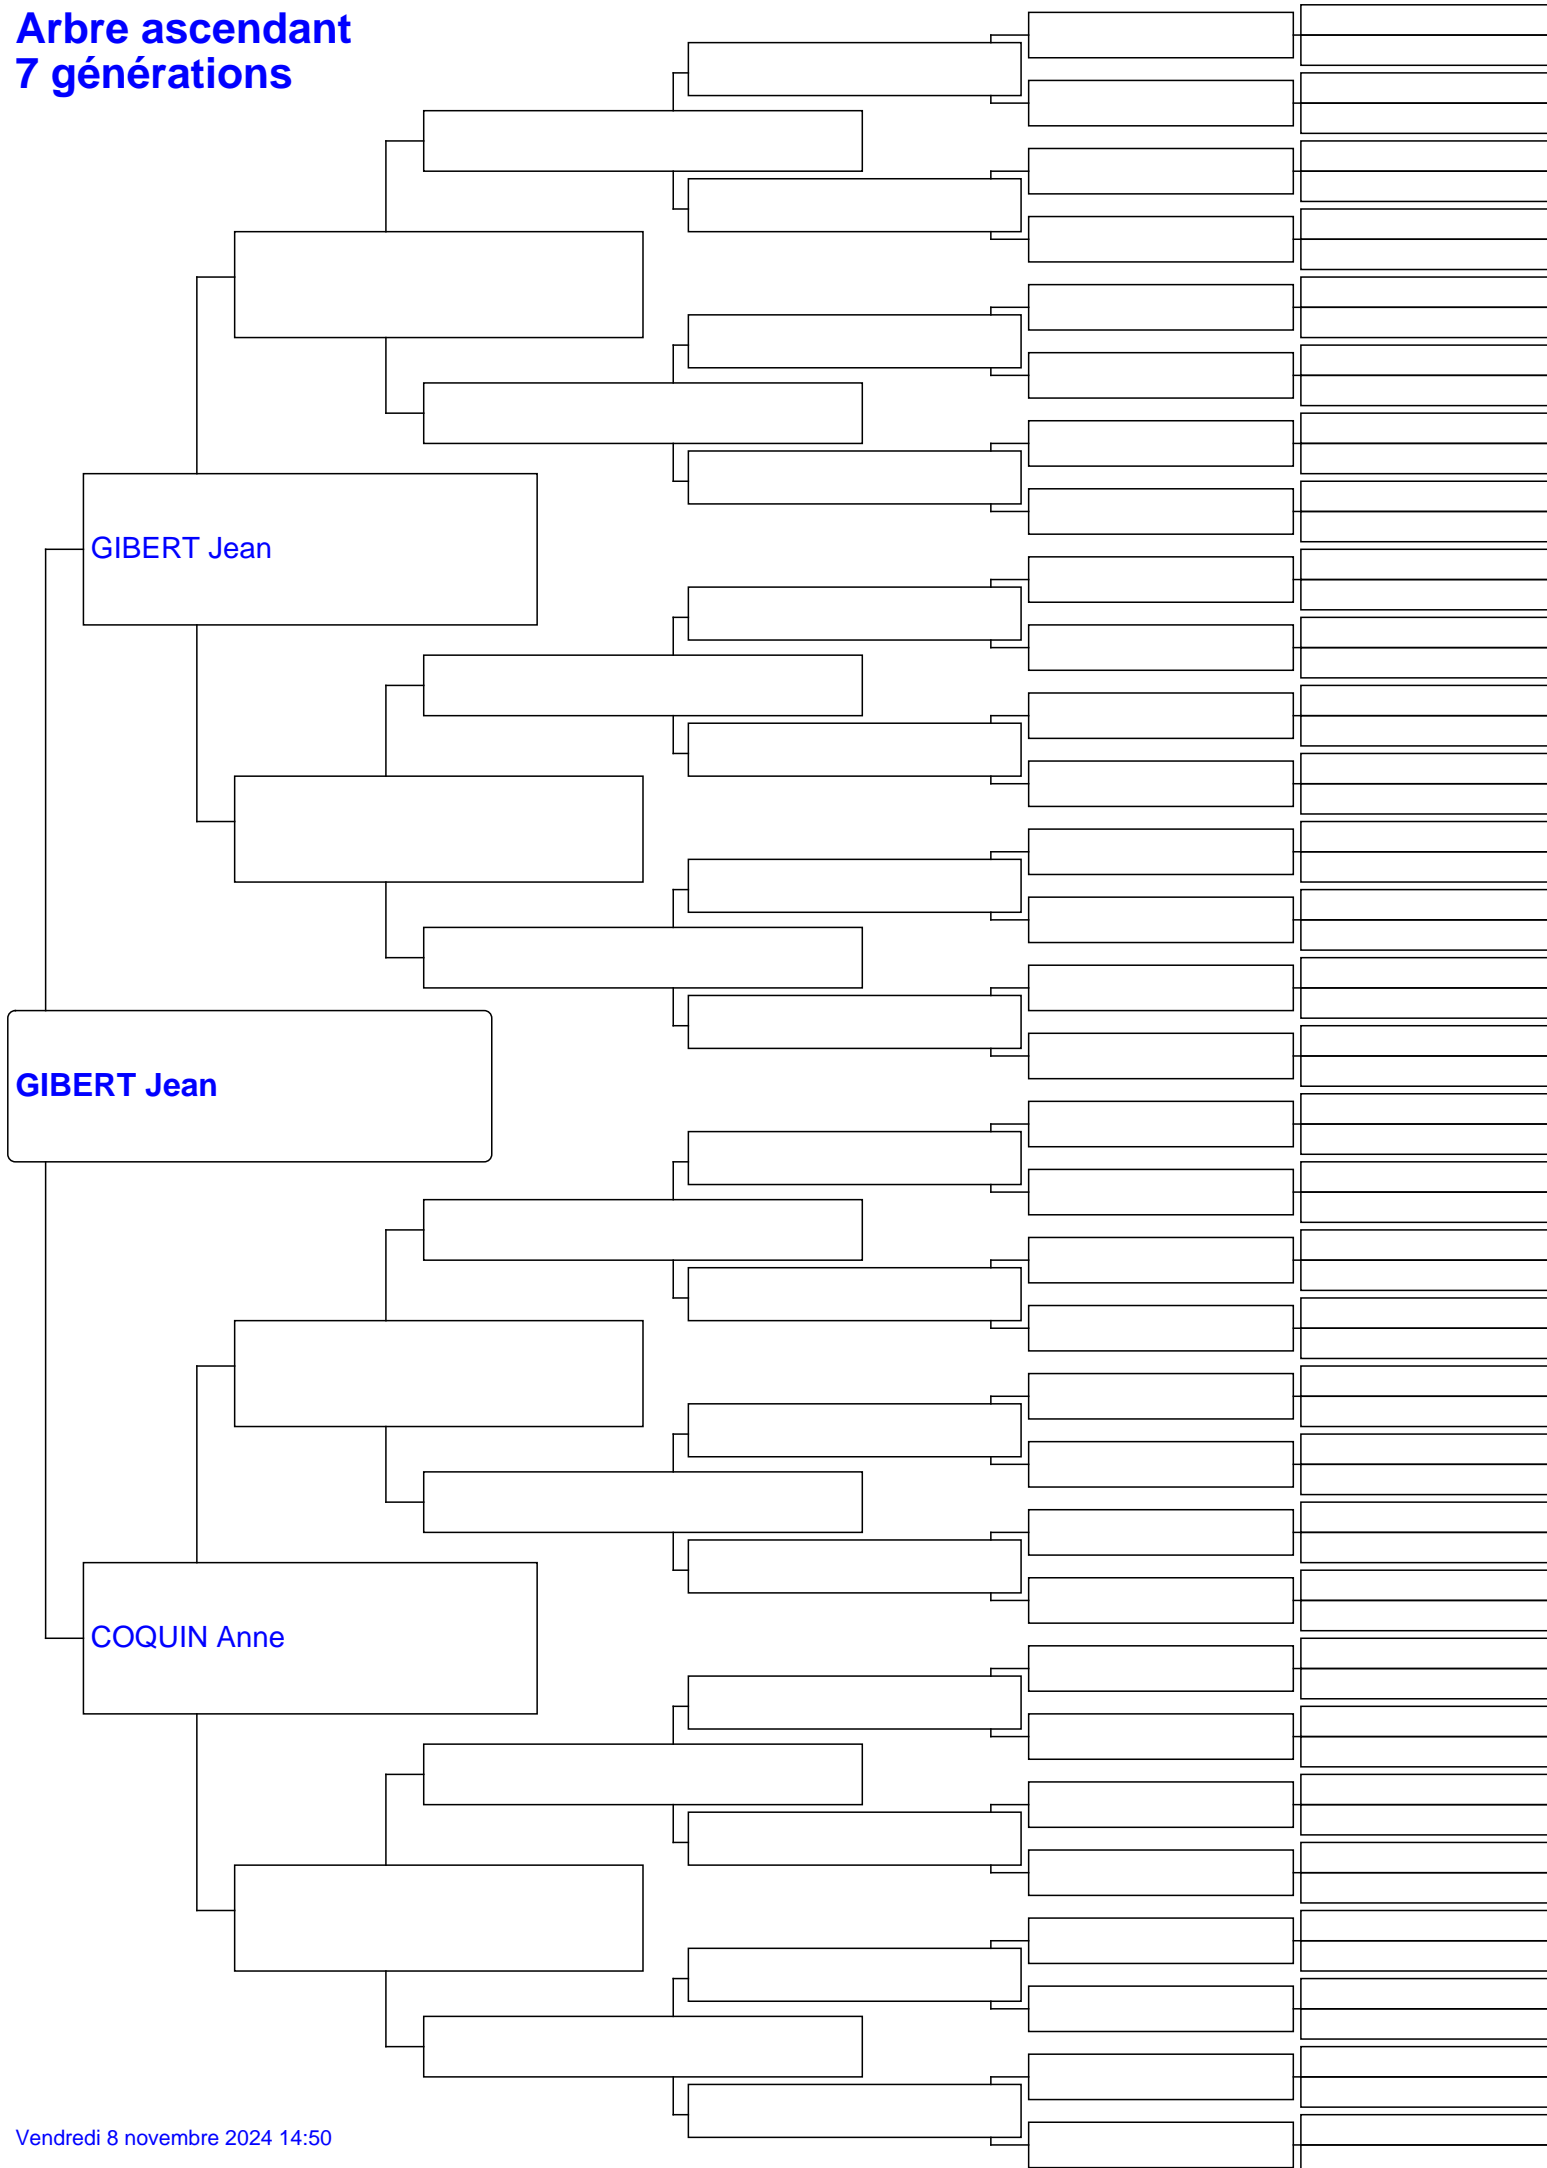 Arbre ascendant
7 générations
GIBERT Jean
GIBERT Jean
COQUIN Anne
Vendredi 8 novembre 2024 14:50